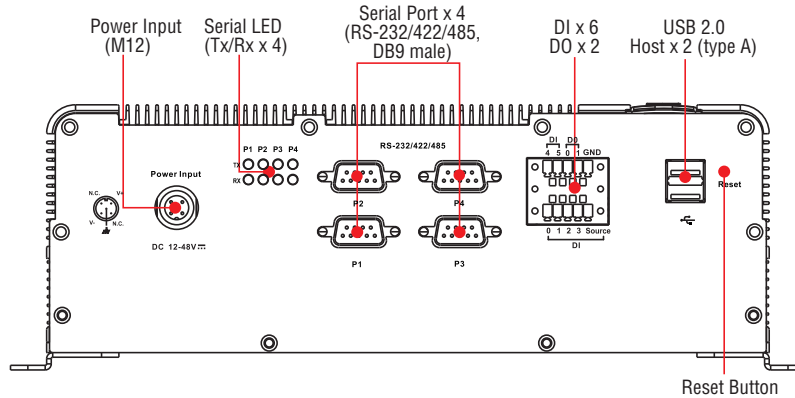 Power Input
(M12)
Serial LED
(Tx/Rx x 4)
Serial Port x 4
(RS-232/422/485,
DB9 male)
DI x 6
DO x 2
USB 2.0
Host x 2 (type A)
P1 P2 P3 P4
TX
RX
RS-232/422/485
DI D0
4 5 0 1 GND
Power Input
N.C. V+
V- N.C.
DC 12-48V
P2
P4
P1
P3
0 1 2 3 Source
DI
Reset
Reset Button